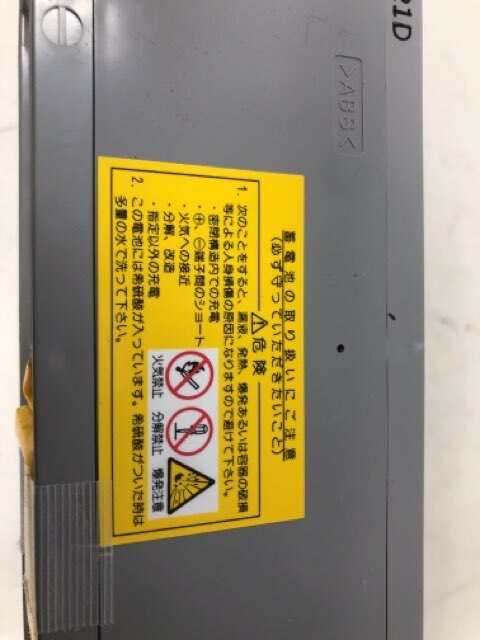 21D
>ABS<
蓄電池の取り扱いにご注意
(必ず守っていただきたいこと)
危険
1. 次のことをすると、漏液、発熱、爆発あるいは容器の破損
等による人身損傷の原因になりますので避けて下さい。
・密閉構造内での充電
・⊕、⊖端子間のショート
・火気への接近
・分解、改造
・指定以外の充電
2. この電池には希硫酸が入っています。希硫酸がついた時は
多量の水で洗って下さい。
火気禁止 分解禁止 爆発注意